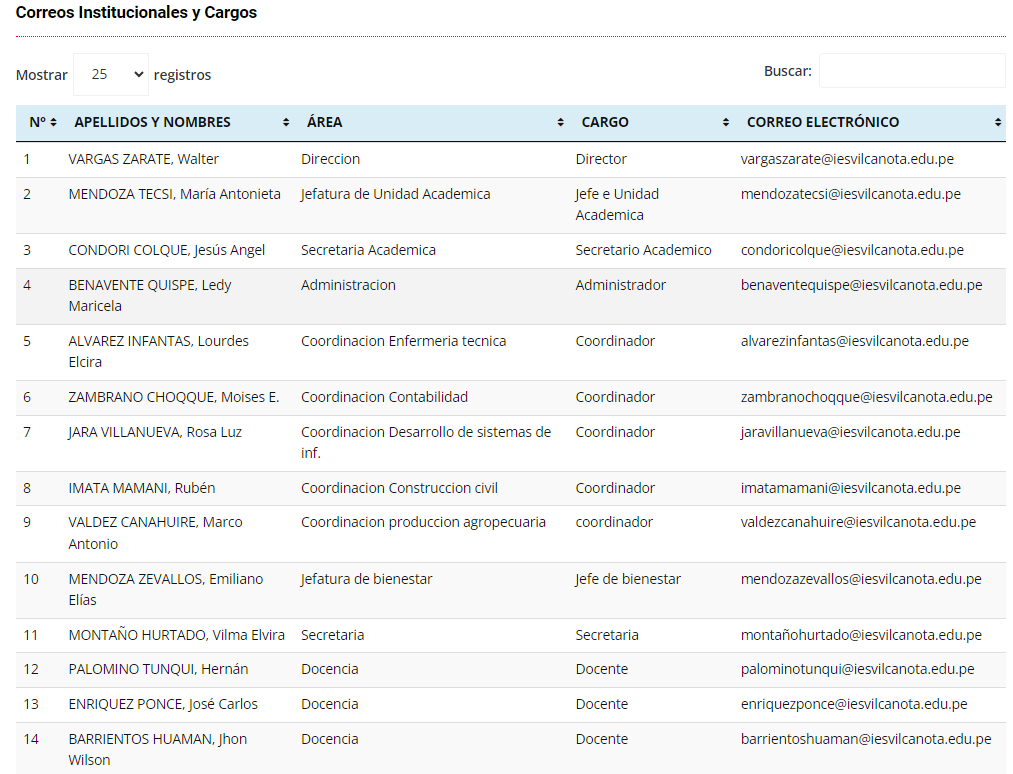 Correos Institucionales y Cargos
Mostrar 25 registros Buscar:
Nº APELLIDOS Y NOMBRES ÁREA CARGO CORREO ELECTRÓNICO
1 VARGAS ZARATE, Walter Direccion Director vargaszarate@iesvilcanota.edu.pe
2 MENDOZA TECSI, María Antonieta Jefatura de Unidad Academica Jefe e Unidad mendozatecsi@iesvilcanota.edu.pe
Academica
3 CONDORI COLQUE, Jesús Angel Secretaria Academica Secretario Academico condoricolque@iesvilcanota.edu.pe
4 BENAVENTE QUISPE, Ledy Administracion Administrador benaventequispe@iesvilcanota.edu.pe
Maricela
5 ALVAREZ INFANTAS, Lourdes Coordinacion Enfermeria tecnica Coordinador alvarezinfantas@iesvilcanota.edu.pe
Elcira
6 ZAMBRANO CHOQQUE, Moises E. Coordinacion Contabilidad Coordinador zambranochoqque@iesvilcanota.edu.pe
7 JARA VILLANUEVA, Rosa Luz Coordinacion Desarrollo de sistemas de Coordinador jaravillanueva@iesvilcanota.edu.pe
inf.
8 IMATA MAMANI, Rubén Coordinacion Construccion civil Coordinador imatamamani@iesvilcanota.edu.pe
9 VALDEZ CANAHUIRE, Marco Coordinacion produccion agropecuaria coordinador valdezcanahuire@iesvilcanota.edu.pe
Antonio
10 MENDOZA ZEVALLOS, Emiliano Jefatura de bienestar Jefe de bienestar mendozazevallos@iesvilcanota.edu.pe
Elías
11 MONTAÑO HURTADO, Vilma Elvira Secretaria Secretaria montañohurtado@iesvilcanota.edu.pe
12 PALOMINO TUNQUI, Hernán Docencia Docente palominotunqui@iesvilcanota.edu.pe
13 ENRIQUEZ PONCE, José Carlos Docencia Docente enriquezponce@iesvilcanota.edu.pe
14 BARRIENTOS HUAMAN, Jhon Docencia Docente barrientoshuaman@iesvilcanota.edu.pe
Wilson